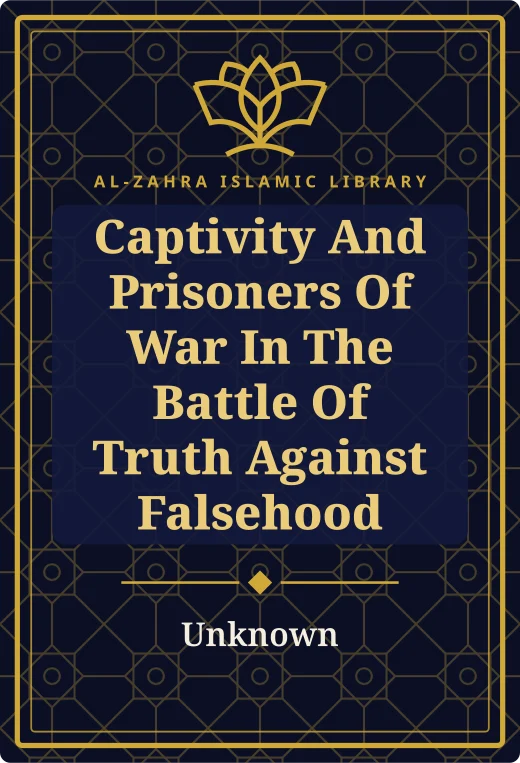 AL-ZAHRA ISLAMIC LIBRARY
Captivity And
Prisoners Of
War In The
Battle Of
Truth Against
Falsehood
Unknown